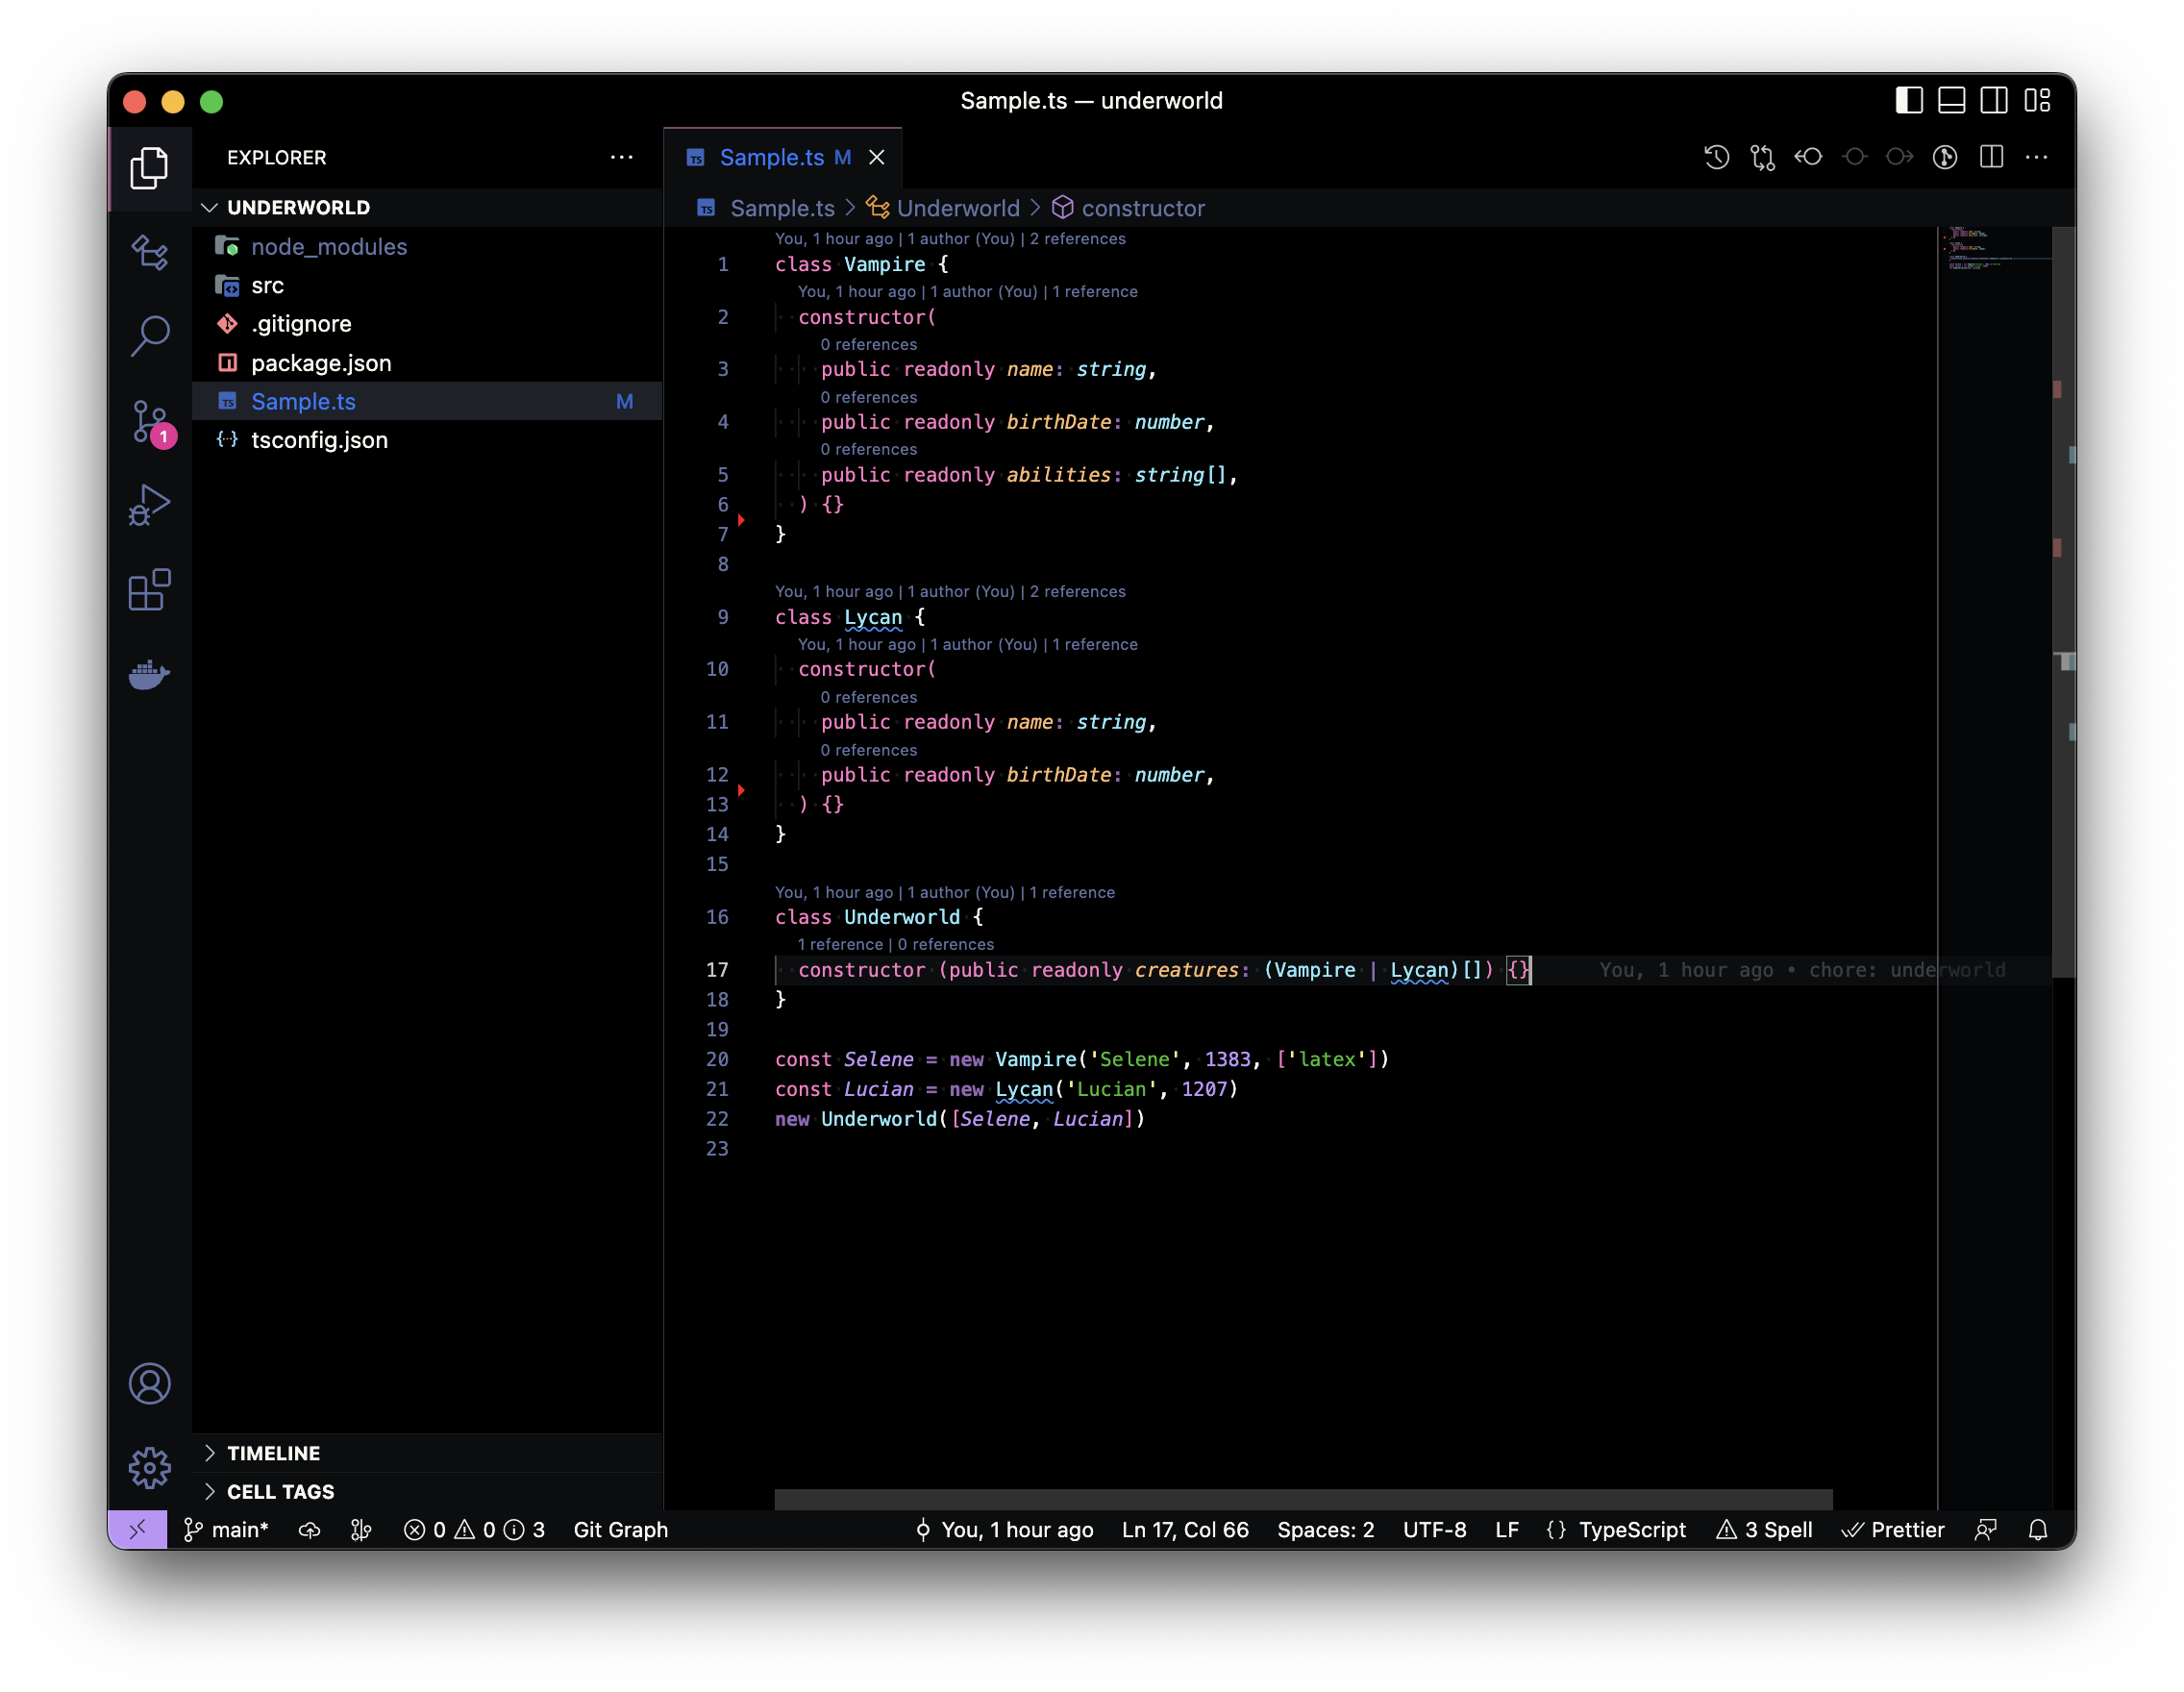 Sample.ts — underworld
EXPLORER
UNDERWORLD
node_modules
src
.gitignore
package.json
Sample.ts M
tsconfig.json
1
TIMELINE
CELL TAGS
Sample.ts M
Sample.ts > Underworld > constructor
You, 1 hour ago | 1 author (You) | 2 references
1 class Vampire {
You, 1 hour ago | 1 author (You) | 1 reference
2 constructor(
0 references
3 public readonly name: string,
0 references
4 public readonly birthDate: number,
0 references
5 public readonly abilities: string[],
6 ) {}
7 }
8
You, 1 hour ago | 1 author (You) | 2 references
9 class Lycan {
You, 1 hour ago | 1 author (You) | 1 reference
10 constructor(
0 references
11 public readonly name: string,
0 references
12 public readonly birthDate: number,
13 ) {}
14 }
15
You, 1 hour ago | 1 author (You) | 1 reference
16 class Underworld {
1 reference | 0 references
17 constructor (public readonly creatures: (Vampire | Lycan)[]) {} You, 1 hour ago • chore: underworld
18 }
19
20 const Selene = new Vampire('Selene', 1383, ['latex'])
21 const Lucian = new Lycan('Lucian', 1207)
22 new Underworld([Selene, Lucian])
23
main* 0 0 3 Git Graph You, 1 hour ago Ln 17, Col 66 Spaces: 2 UTF-8 LF {} TypeScript 3 Spell Prettier